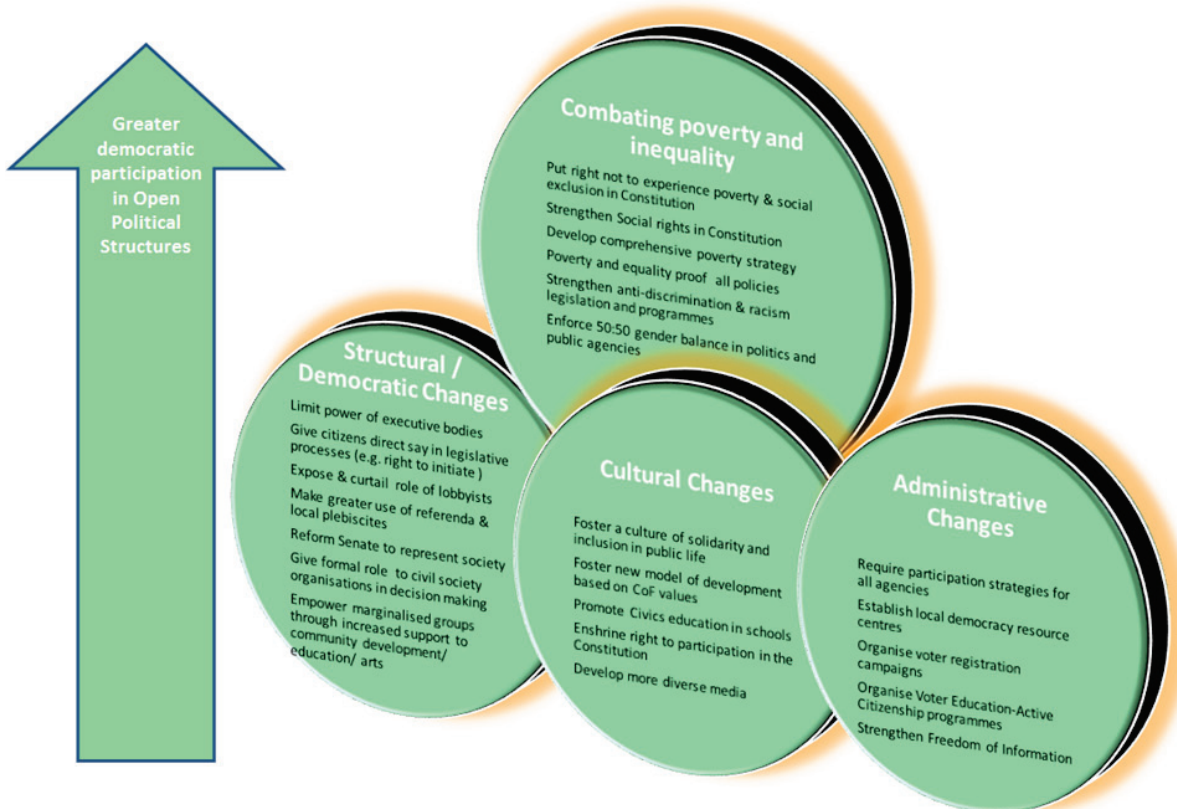 Greater
democratic
participation
in Open
Political
Structures
Combating poverty and
inequality
Put right not to experience poverty & social
exclusion in Constitution
Strengthen Social rights in Constitution
Develop comprehensive poverty strategy
Poverty and equality proof all policies
Strengthen anti-discrimination & racism
legislation and programmes
Enforce 50:50 gender balance in politics and
public agencies
Structural /
Democratic Changes
Limit power of executive bodies
Give citizens direct say in legislative
processes (e.g. right to initiate )
Expose & curtail role of lobbyists
Make greater use of referenda &
local plebiscites
Reform Senate to represent society
Give formal role to civil society
organisations in decision making
Empower marginalised groups
through increased support to
community development/
education/ arts
Cultural Changes
Foster a culture of solidarity and
inclusion in public life
Foster new model of development
based on CoF values
Promote Civics education in schools
Enshrine right to participation in the
Constitution
Develop more diverse media
Administrative
Changes
Require participation strategies for
all agencies
Establish local democracy resource
centres
Organise voter registration
campaigns
Organise Voter Education-Active
Citizenship programmes
Strengthen Freedom of Information